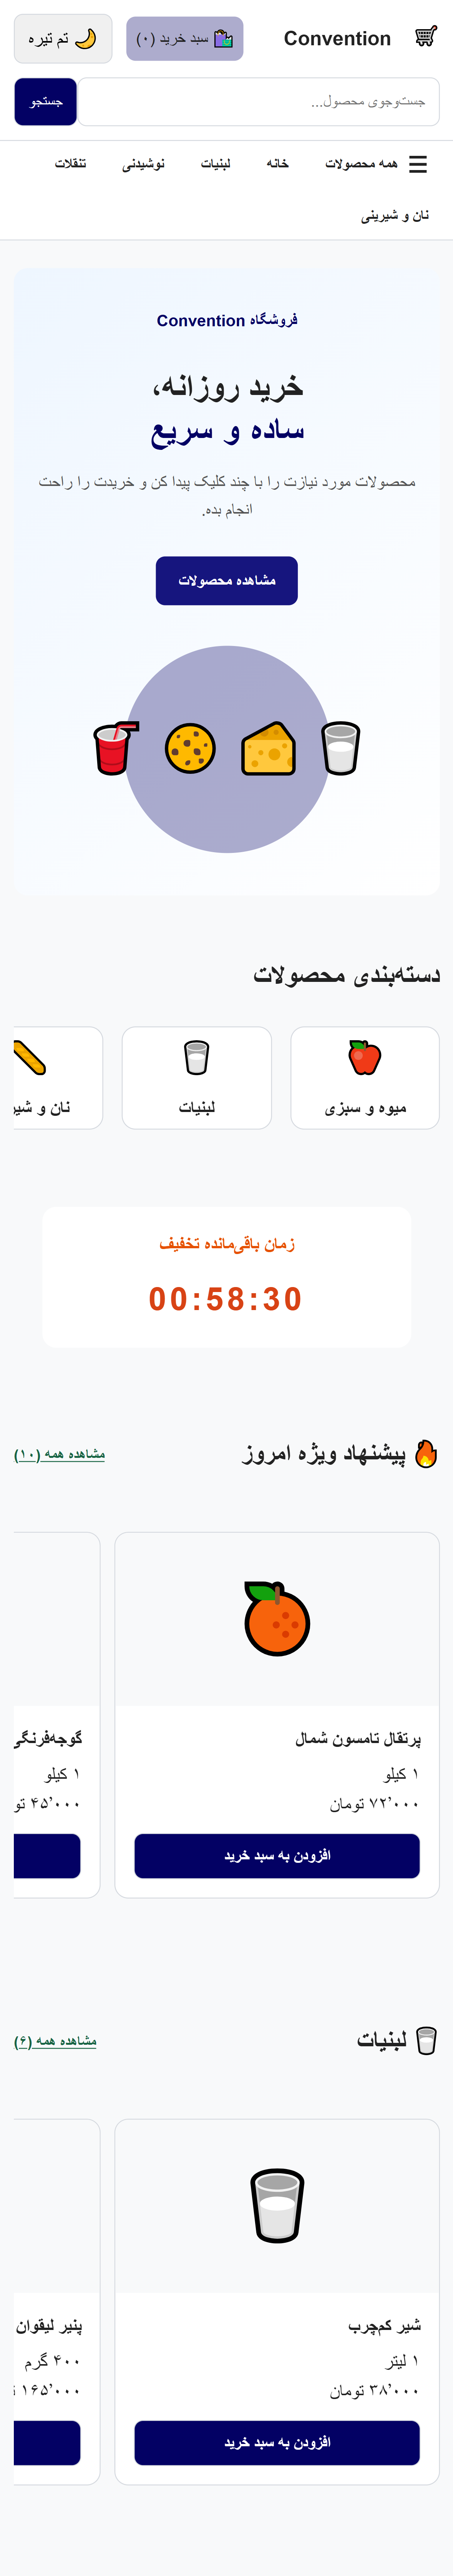 Convention
سبد خرید (۰)
تم تیره
جست‌وجوی محصول...
جستجو
همه محصولات
خانه
لبنیات
نوشیدنی
تنقلات
نان و شیرینی
فروشگاه Convention
خرید روزانه،
ساده و سریع
محصولات مورد نیازت را با چند کلیک پیدا کن و خریدت را راحت
انجام بده.
مشاهده محصولات
دسته‌بندی محصولات
میوه و سبزی
لبنیات
نان و شیر
زمان باقی‌مانده تخفیف
00:58:30
پیشنهاد ویژه امروز
مشاهده همه (۱۰)
پرتقال تامسون شمال
۱ کیلو
۷۲٬۰۰۰ تومان
افزودن به سبد خرید
گوجه‌فرنگی
۱ کیلو
۴۵٬۰۰۰ تو
لبنیات
مشاهده همه (۶)
شیر کم‌چرب
۱ لیتر
۳۸٬۰۰۰ تومان
افزودن به سبد خرید
پنیر لیقوان
۴۰۰ گرم
۱۶۵٬۰۰۰